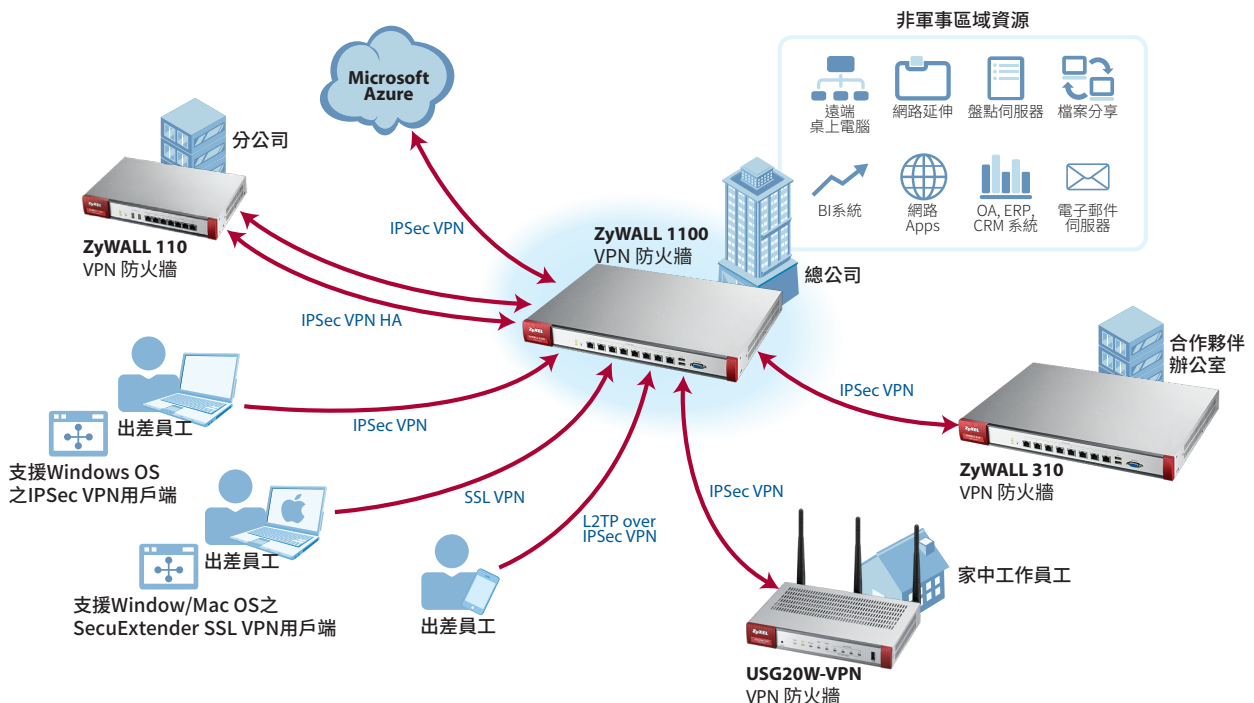 非軍事區域資源
遠端
桌上電腦
網路延伸
盤點伺服器
檔案分享
BI系統
網路
Apps
OA, ERP,
CRM 系統
電子郵件
伺服器
Microsoft
Azure
分公司
ZyWALL 110
VPN 防火牆
IPSec VPN
ZyWALL 1100
VPN 防火牆
總公司
IPSec VPN HA
ZyXEL
合作夥伴
辦公室
IPSec VPN
ZyXEL
ZyWALL 310
VPN 防火牆
出差員工
IPSec VPN
支援Windows OS
之IPSec VPN用戶端
出差員工
SSL VPN
支援Window/Mac OS之
SecuExtender SSL VPN用戶端
L2TP over
IPSec VPN
出差員工
IPSec VPN
家中工作員工
ZyXEL
USG20W-VPN
VPN 防火牆